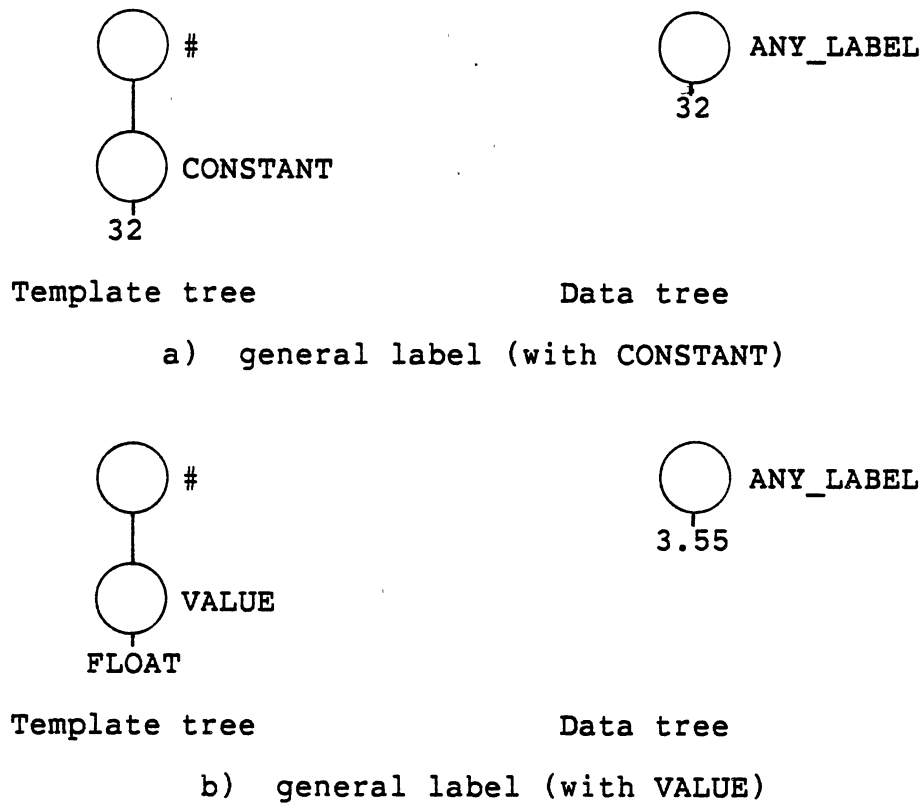 # ANY_LABEL
32
CONSTANT
32
Template tree Data tree
a) general label (with CONSTANT)
# ANY_LABEL
3.55
VALUE
FLOAT
Template tree Data tree
b) general label (with VALUE)